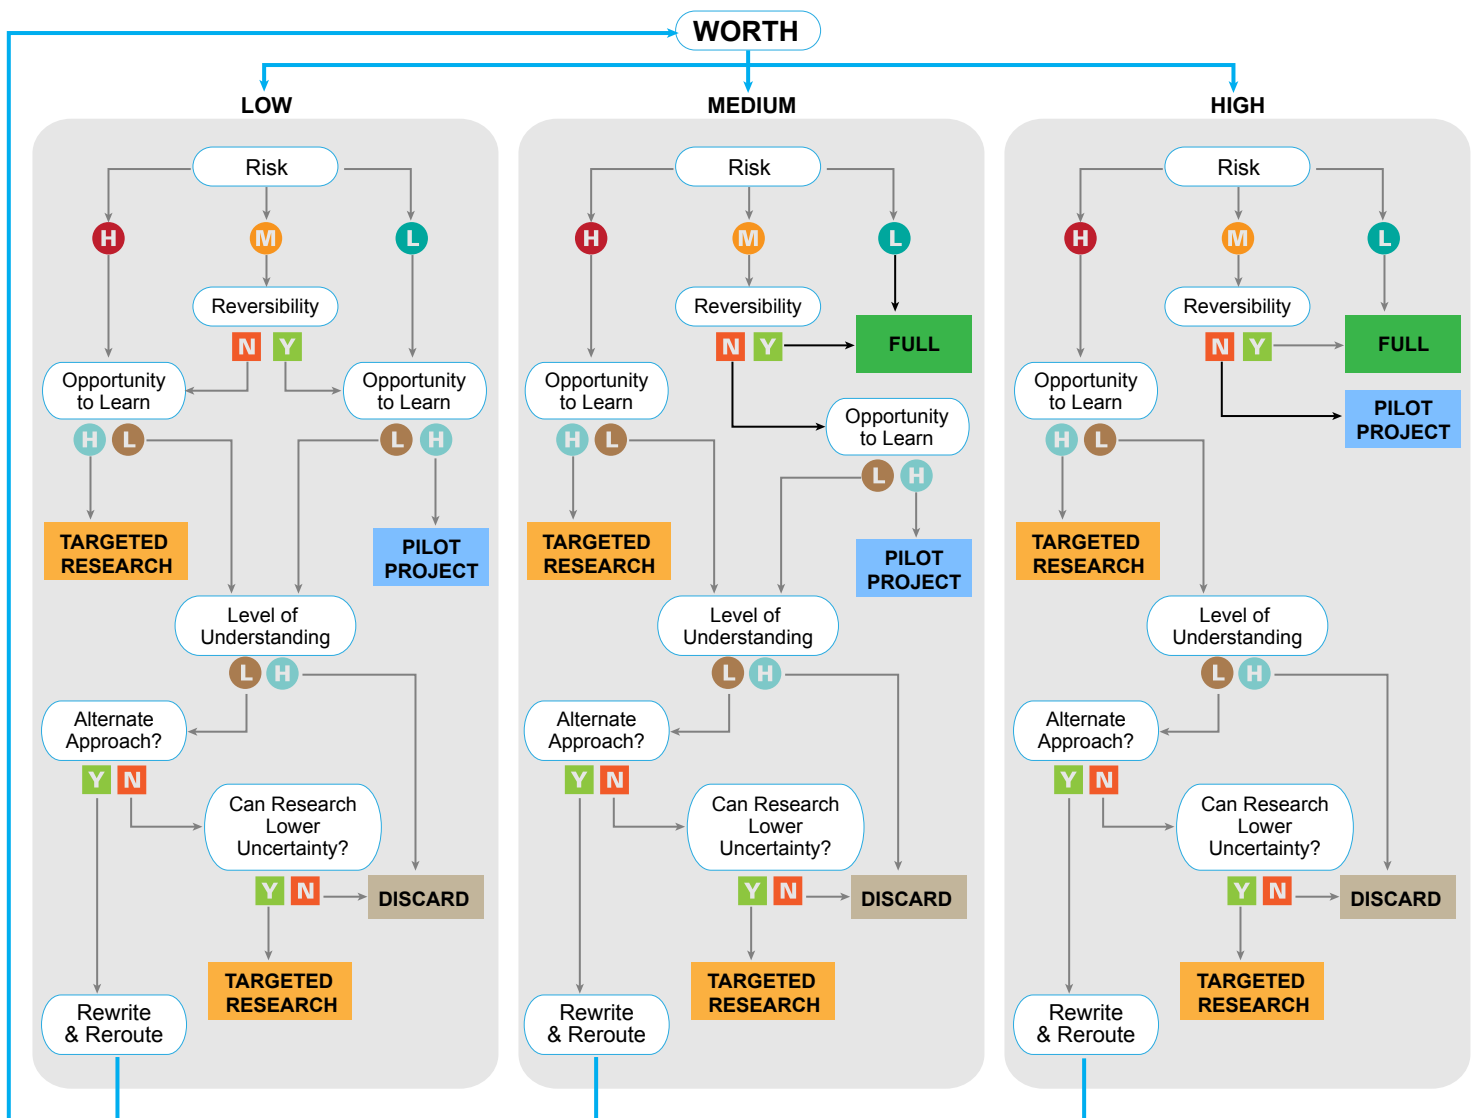 WORTH
LOW
MEDIUM
HIGH
Risk
H
M
L
Reversibility
N Y
Opportunity
to Learn
Opportunity
to Learn
H L
L H
TARGETED
RESEARCH
PILOT
PROJECT
Level of
Understanding
L H
Alternate
Approach?
Y N
Can Research
Lower
Uncertainty?
Y N
DISCARD
TARGETED
RESEARCH
Rewrite
& Reroute
Risk
H
M
L
Reversibility
N Y
FULL
Opportunity
to Learn
Opportunity
to Learn
H L
L H
TARGETED
RESEARCH
PILOT
PROJECT
Level of
Understanding
L H
Alternate
Approach?
Y N
Can Research
Lower
Uncertainty?
Y N
DISCARD
TARGETED
RESEARCH
Rewrite
& Reroute
Risk
H
M
L
Reversibility
N Y
FULL
Opportunity
to Learn
PILOT
PROJECT
H L
TARGETED
RESEARCH
Level of
Understanding
L H
Alternate
Approach?
Y N
Can Research
Lower
Uncertainty?
Y N
DISCARD
TARGETED
RESEARCH
Rewrite
& Reroute